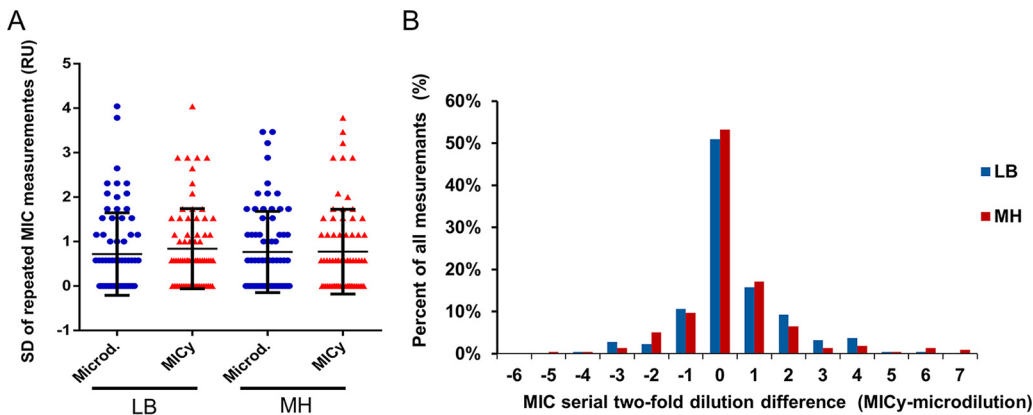 A
SD of repeated MIC measurementes (RU)
5
4
3
2
1
0
-1
Microd.
MICy
Microd.
MICy
LB
MH
B
Percent of all mesuremants (%)
60%
50%
40%
30%
20%
10%
0%
-6 -5 -4 -3 -2 -1 0 1 2 3 4 5 6 7
MIC serial two-fold dilution difference (MICy-microdilution)
LB
MH